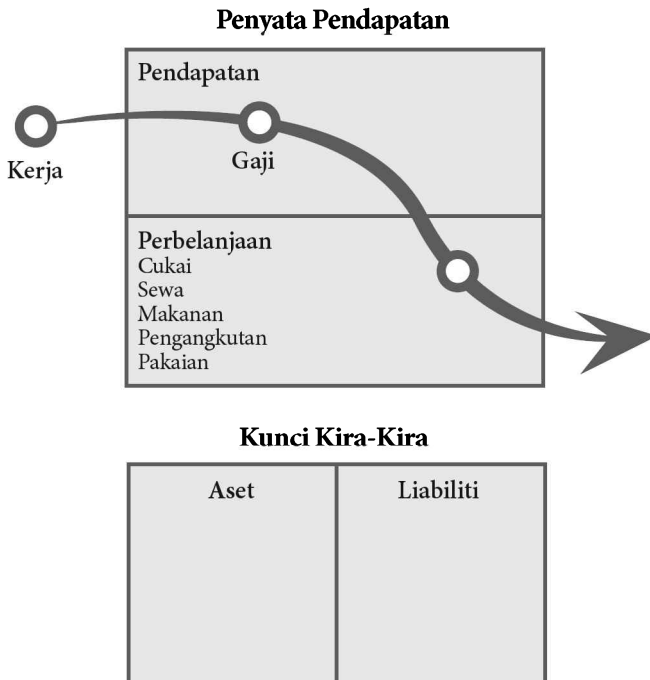 Penyata Pendapatan
Pendapatan
Kerja
Gaji
Perbelanjaan
Cukai
Sewa
Makanan
Pengangkutan
Pakaian
Kunci Kira-Kira
Aset
Liabiliti